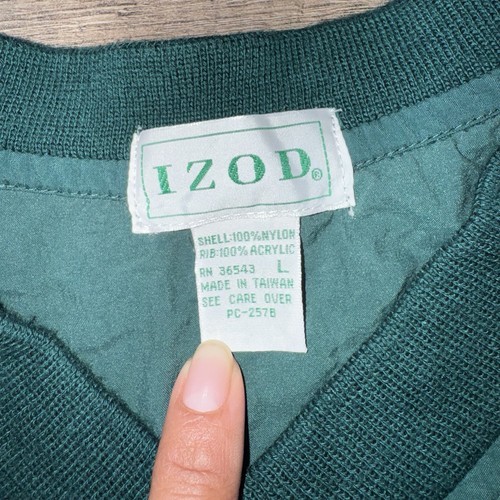 IZOD®
SHELL:100%NYLON
RIB:100%ACRYLIC
RN 36543 L
MADE IN TAIWAN
SEE CARE OVER
PC-257B